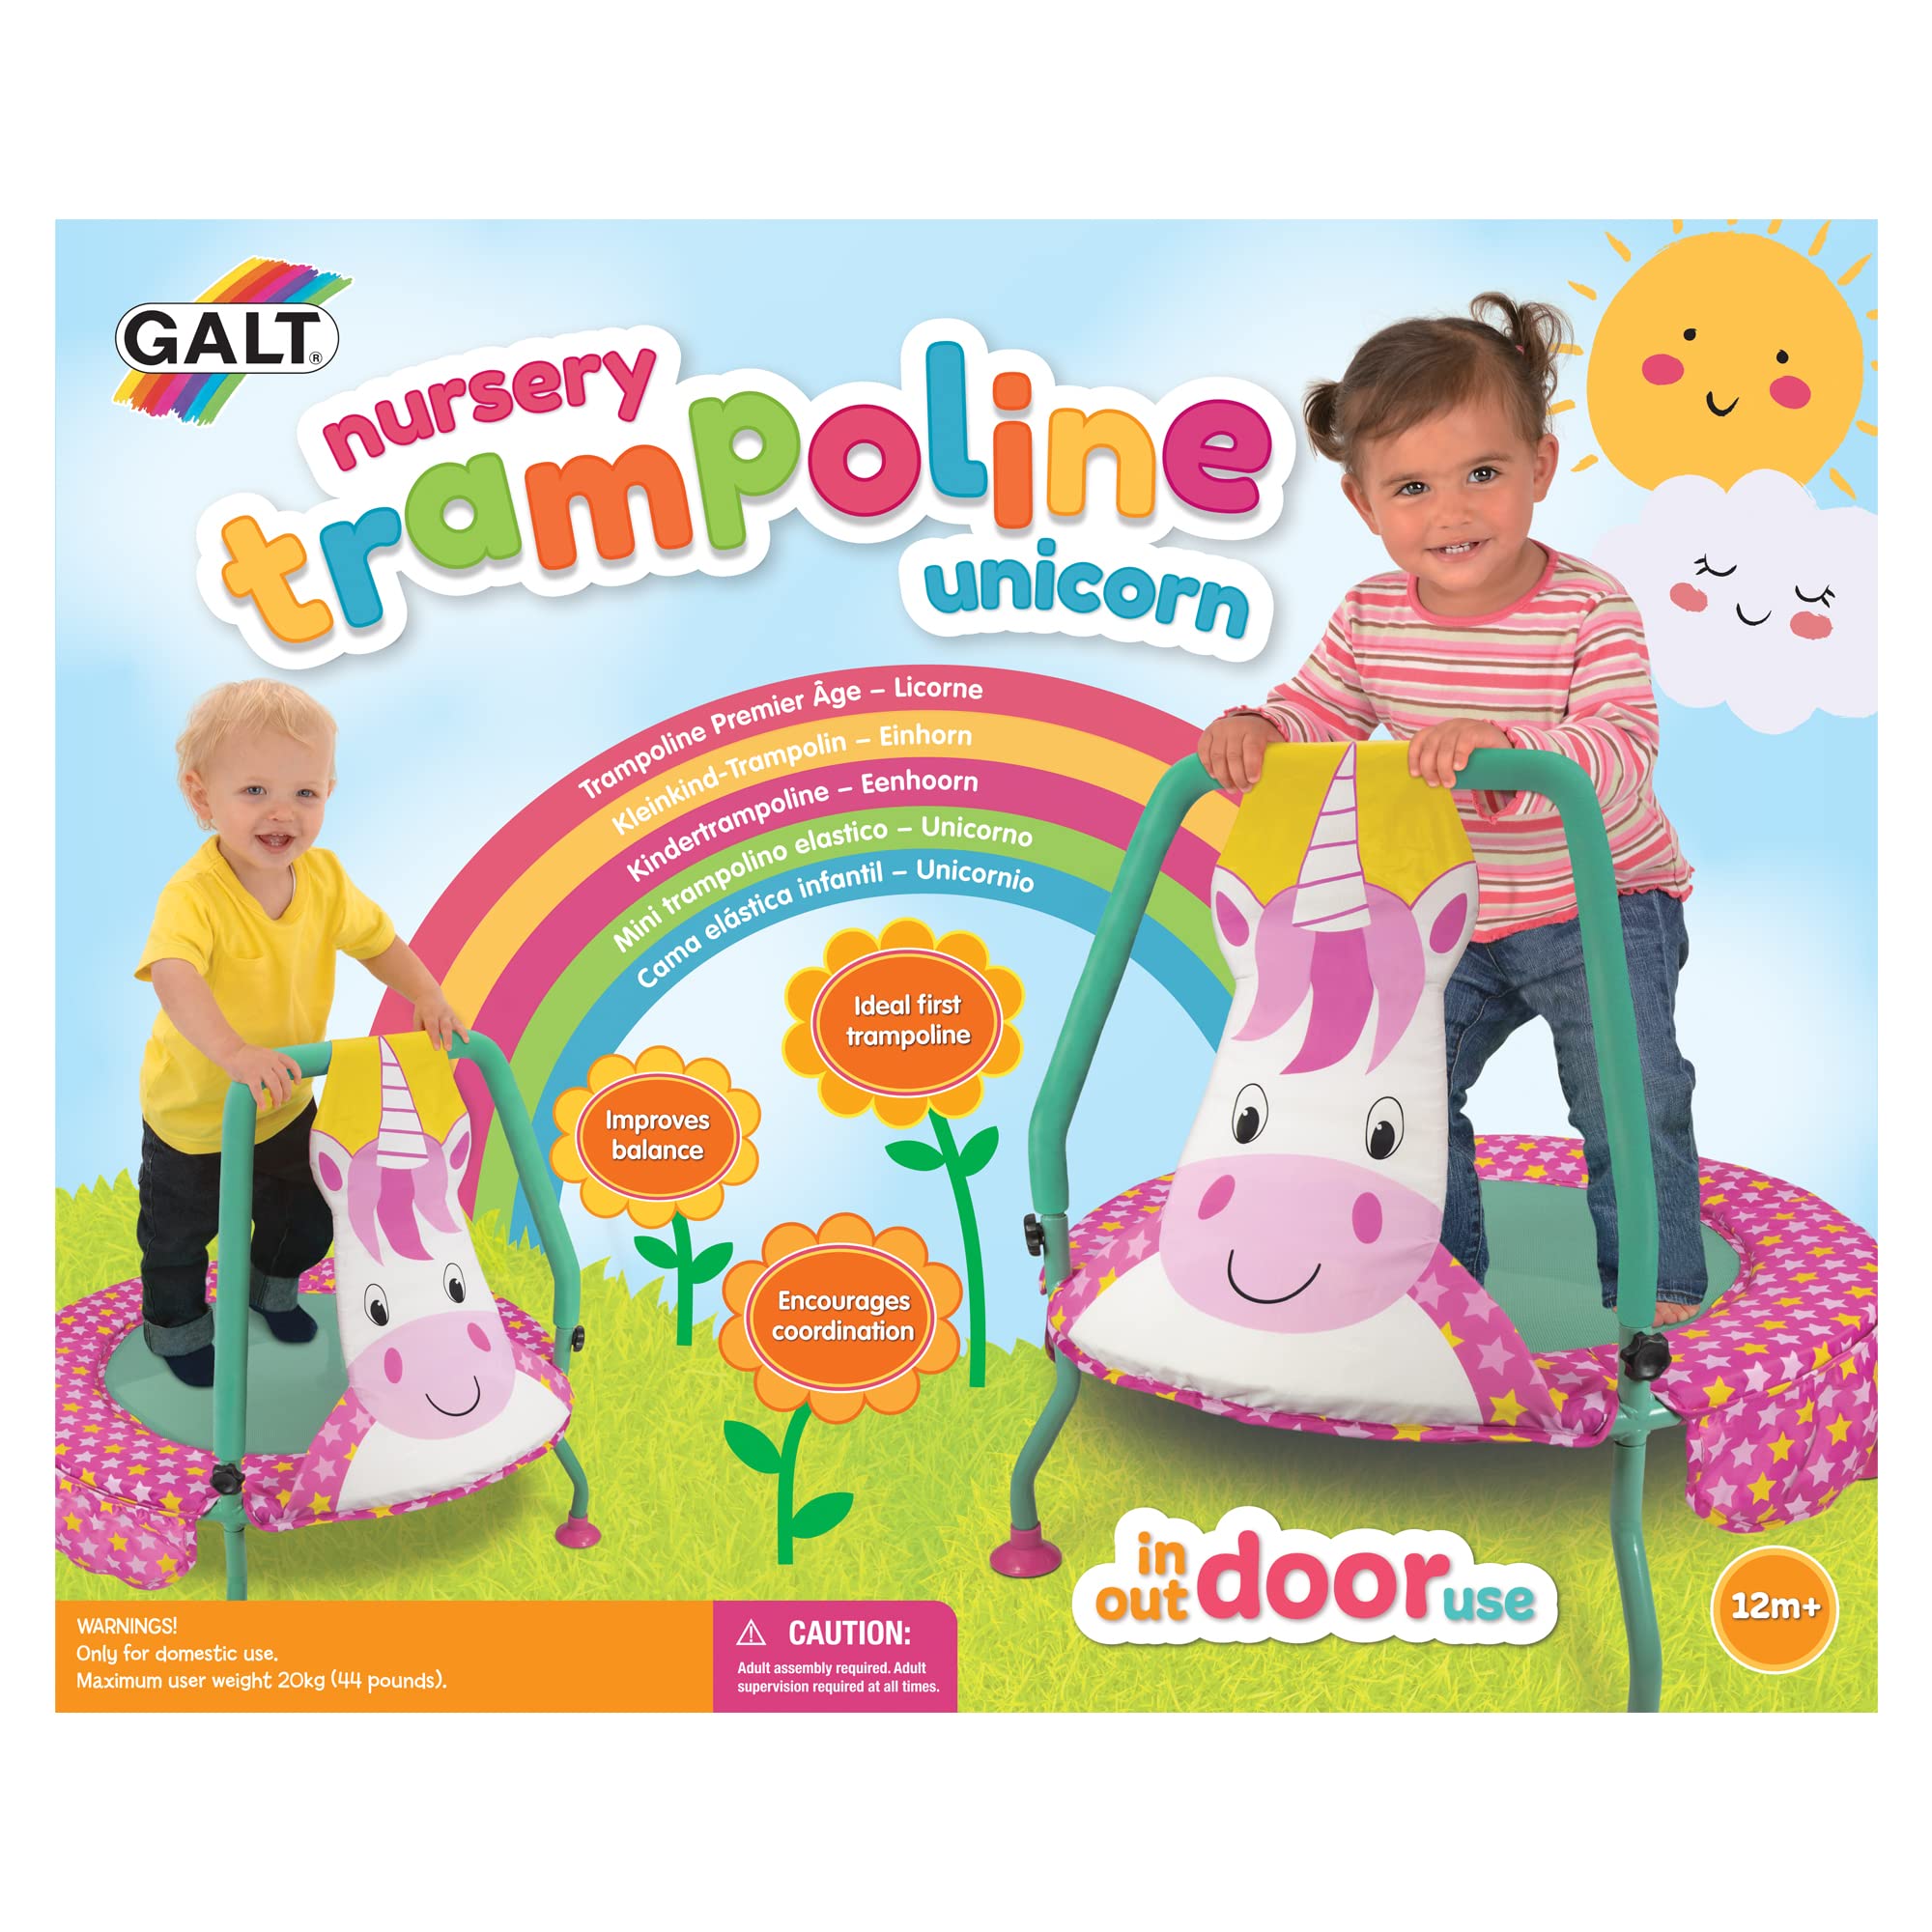 GALT®
nursery
trampoline
unicorn
Trampoline Premier Âge – Licorne
Kleinkind-Trampolin – Einhorn
Kindertrampoline – Eenhoorn
Mini trampolino elastico – Unicorno
Cama elástica infantil – Unicornio
Ideal first
trampoline
Improves
balance
Encourages
coordination
in
out door use
12m+
WARNINGS!
Only for domestic use.
Maximum user weight 20kg (44 pounds).
CAUTION:
Adult assembly required. Adult
supervision required at all times.